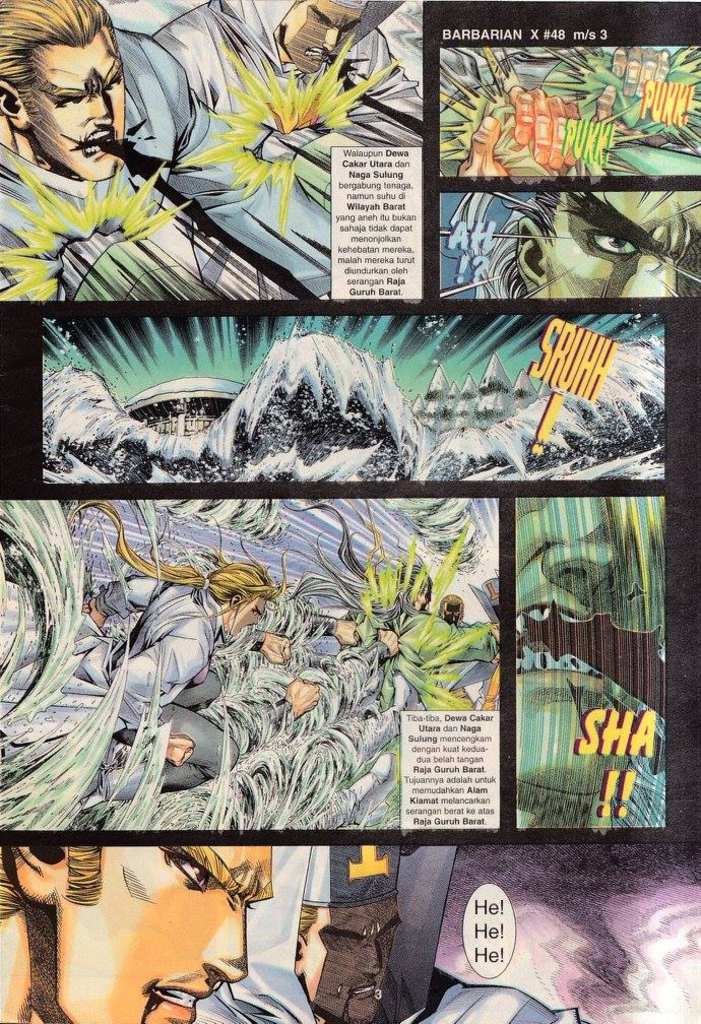 BARBARIAN X #48 m/s 3
PUKK!
PUKK!
Walaupun Dewa
Cakar Utara dan
Naga Sulung
bergabung tenaga,
namun suhu di
Wilayah Barat
yang aneh itu bukan
sahaja tidak dapat
menonjolkan
kehebatan mereka,
malah mereka turut
diundurkan oleh
serangan Raja
Guruh Barat.
AH
!?
SRUHH
!
Tiba-tiba, Dewa Cakar
Utara dan Naga
Sulung mencengkam
dengan kuat kedua-
dua belah tangan
Raja Guruh Barat.
Tujuannya adalah untuk
memudahkan Alam
Kiamat melancarkan
serangan berat ke atas
Raja Guruh Barat.
SHA
!!
He!
He!
He!
3